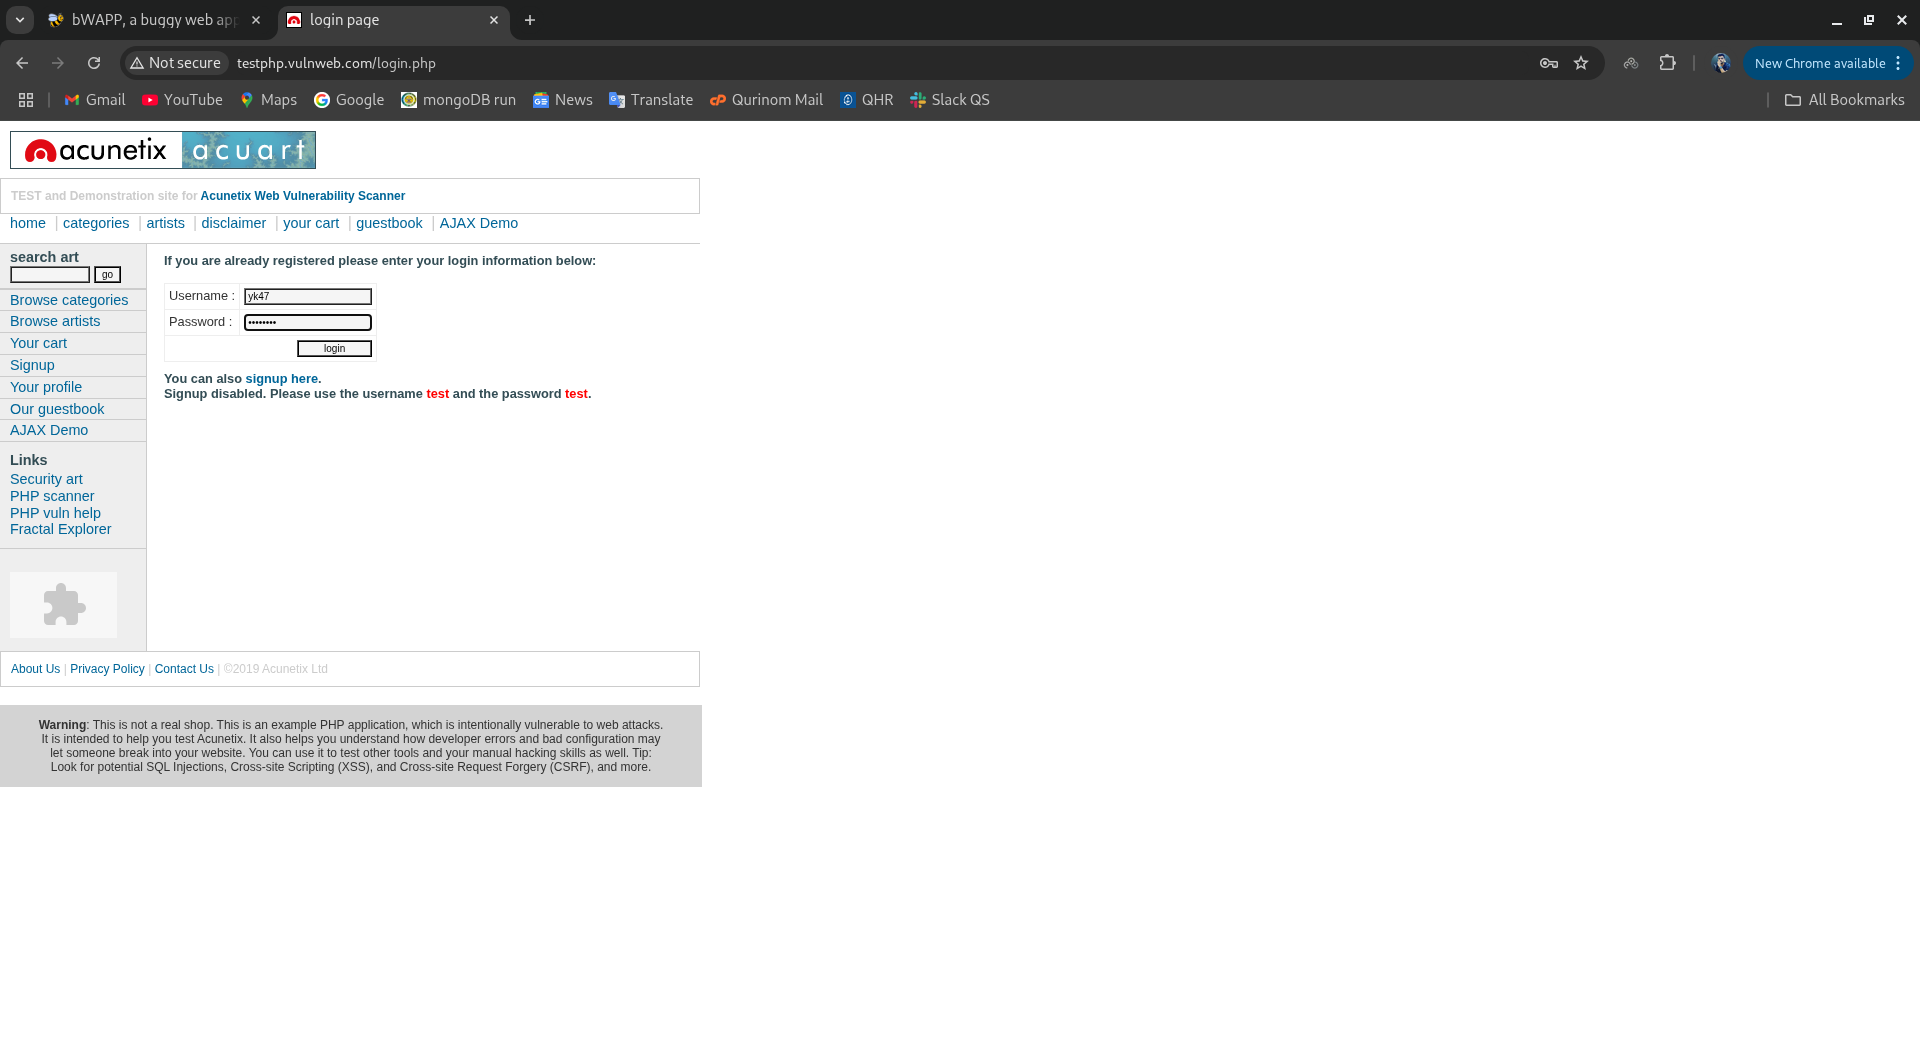 bWAPP, a buggy web app
login page
Not secure
testphp.vulnweb.com/login.php
New Chrome available
Gmail
YouTube
Maps
Google
mongoDB run
News
Translate
Qurinom Mail
QHR
Slack QS
All Bookmarks
acunetix acuart
TEST and Demonstration site for Acunetix Web Vulnerability Scanner
home | categories | artists | disclaimer | your cart | guestbook | AJAX Demo
search art
go
Browse categories
Browse artists
Your cart
Signup
Your profile
Our guestbook
AJAX Demo
Links
Security art
PHP scanner
PHP vuln help
Fractal Explorer
If you are already registered please enter your login information below:
Username : yk47
Password : ••••••••
login
You can also signup here.
Signup disabled. Please use the username test and the password test.
About Us | Privacy Policy | Contact Us | ©2019 Acunetix Ltd
Warning: This is not a real shop. This is an example PHP application, which is intentionally vulnerable to web attacks.
It is intended to help you test Acunetix. It also helps you understand how developer errors and bad configuration may
let someone break into your website. You can use it to test other tools and your manual hacking skills as well. Tip:
Look for potential SQL Injections, Cross-site Scripting (XSS), and Cross-site Request Forgery (CSRF), and more.